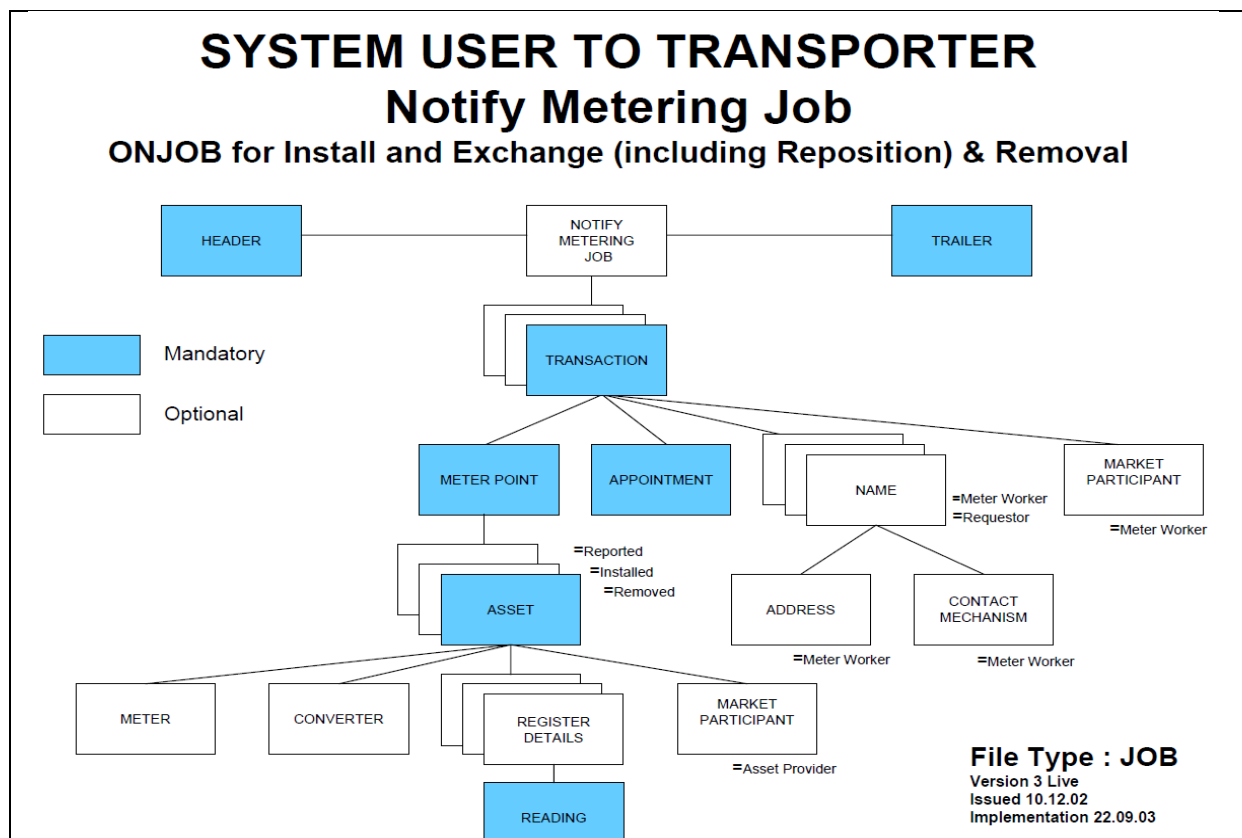 SYSTEM USER TO TRANSPORTER
Notify Metering Job
ONJOB for Install and Exchange (including Reposition) & Removal
HEADER
NOTIFY
METERING
JOB
TRAILER
Mandatory
Optional
TRANSACTION
METER POINT
APPOINTMENT
NAME
=Meter Worker
=Requestor
MARKET
PARTICIPANT
=Meter Worker
=Reported
=Installed
=Removed
ASSET
ADDRESS
=Meter Worker
CONTACT
MECHANISM
=Meter Worker
METER
CONVERTER
REGISTER
DETAILS
MARKET
PARTICIPANT
=Asset Provider
READING
File Type : JOB
Version 3 Live
Issued 10.12.02
Implementation 22.09.03